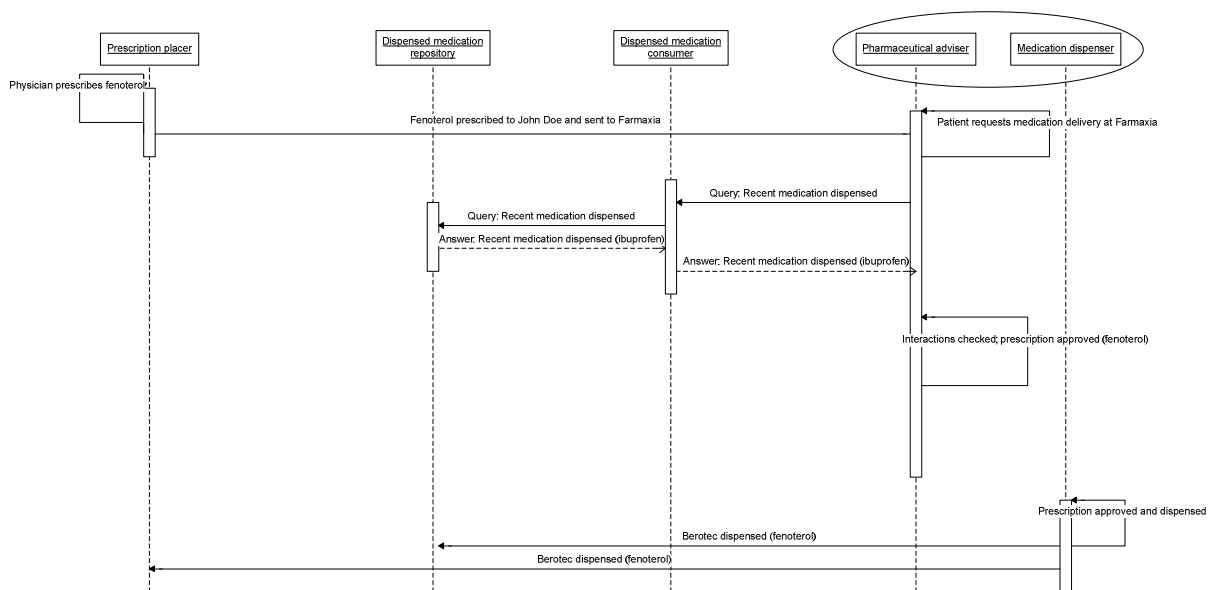 Prescription placer
Dispensed medication
repository
Dispensed medication
consumer
Pharmaceutical adviser
Medication dispenser
Physician prescribes fenoterol
Fenoterol prescribed to John Doe and sent to Farmaxia
Patient requests medication delivery at Farmaxia
Query: Recent medication dispensed
Query: Recent medication dispensed
Answer: Recent medication dispensed (ibuprofen)
Answer: Recent medication dispensed (ibuprofen)
Interactions checked; prescription approved (fenoterol)
Prescription approved and dispensed
Berotec dispensed (fenoterol)
Berotec dispensed (fenoterol)